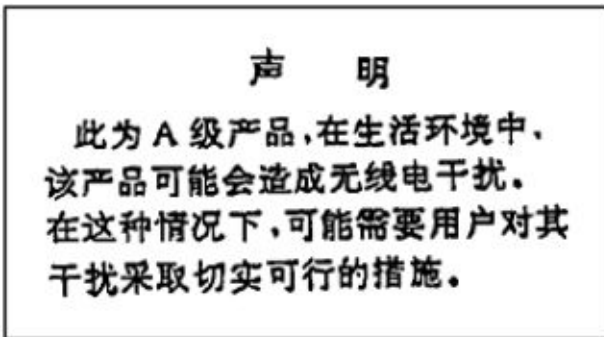 声 明
此为 A 级产品,在生活环境中,
该产品可能会造成无线电干扰。
在这种情况下,可能需要用户对其
干扰采取切实可行的措施。